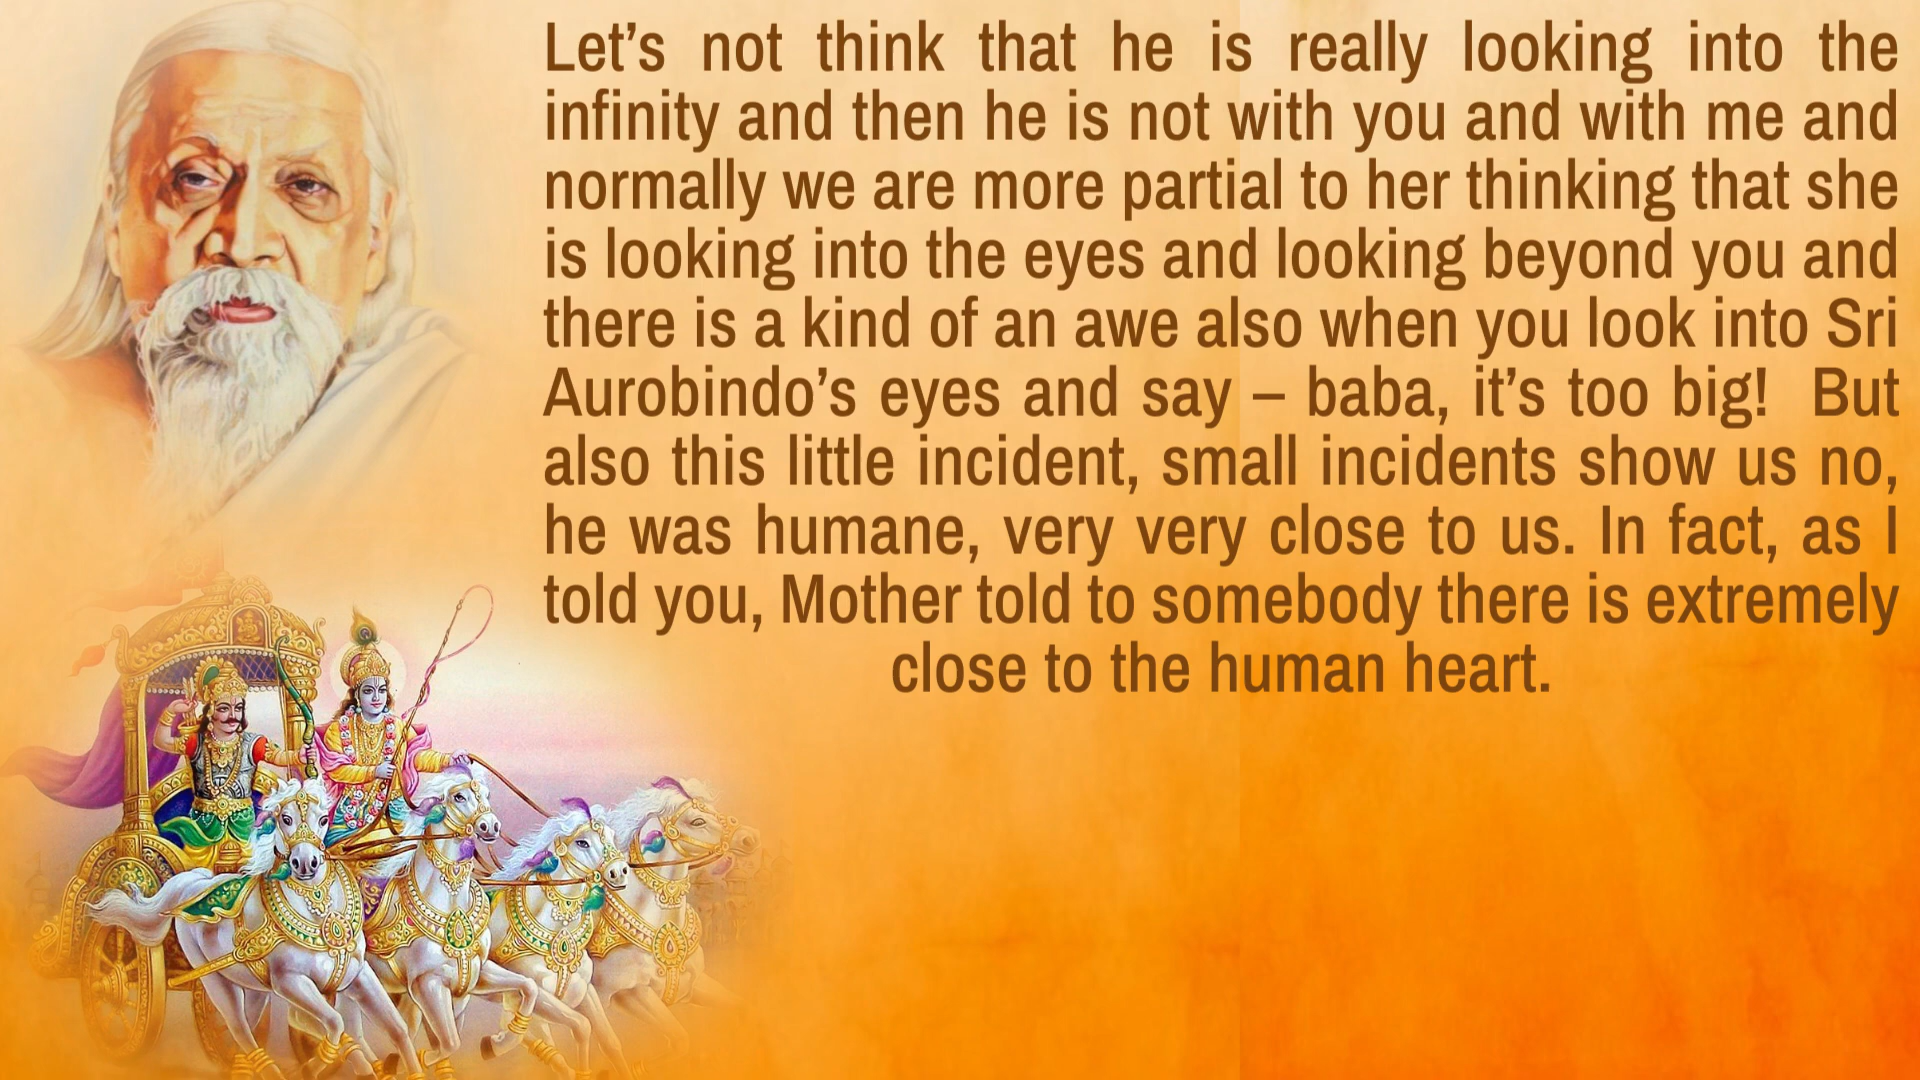 Let’s not think that he is really looking into the
infinity and then he is not with you and with me and
normally we are more partial to her thinking that she
is looking into the eyes and looking beyond you and
there is a kind of an awe also when you look into Sri
Aurobindo’s eyes and say – baba, it’s too big!  But
also this little incident, small incidents show us no,
he was humane, very very close to us. In fact, as I
told you, Mother told to somebody there is extremely
close to the human heart.